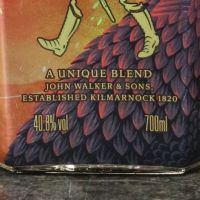 A UNIQUE BLEND
JOHN WALKER & SONS,
ESTABLISHED KILMARNOCK 1820
40.8% vol 700ml